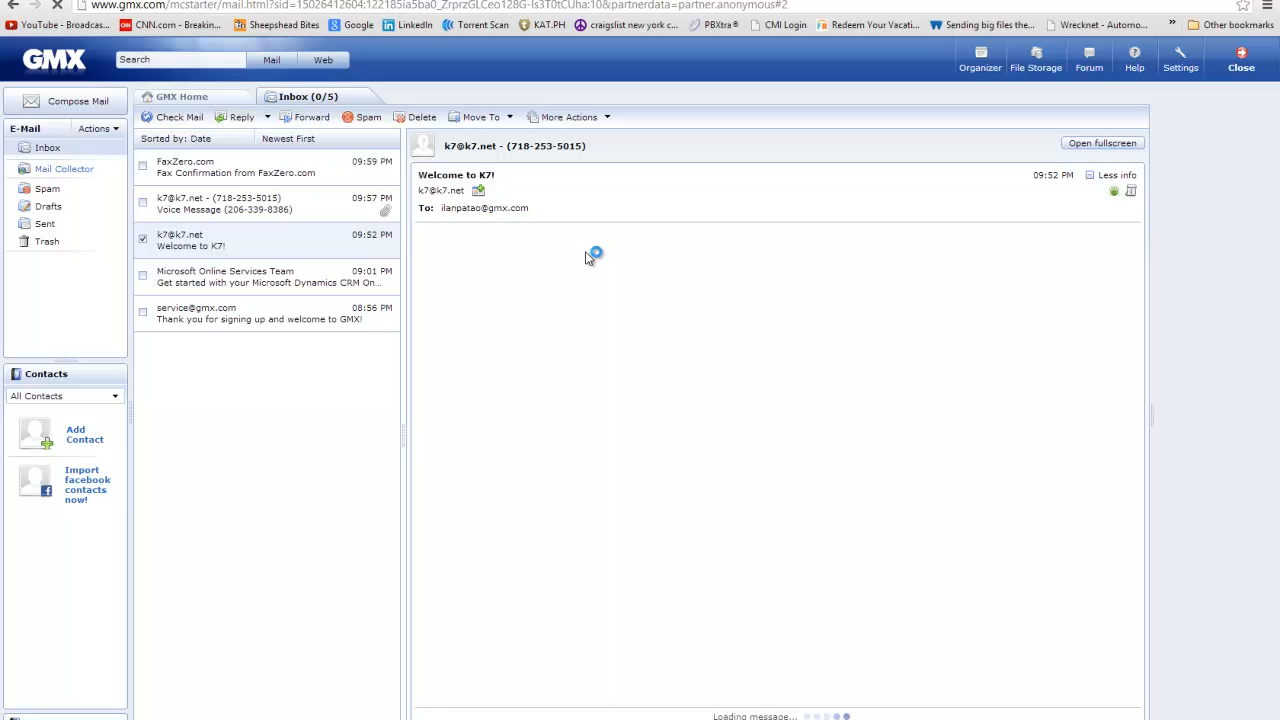 www.gmx.com/mcstarter/mail.html?sid=15026412604:122185ia5ba0_ZrprzGLCeo128G-Is3T0tCUha:10&partnerdata=partner.anonymous#2
YouTube - Broadcas... CNN.com - Breakin... Sheepshead Bites Google LinkedIn Torrent Scan KAT.PH craigslist new york c... BBXtra® CMI Login Redeem Your Vacati... Sending big files the... Wreck.net - Automo... » Other bookmarks
GMX Search Mail Web Organizer File Storage Forum Help Settings Close
Compose Mail
GMX Home Inbox (0/5)
Check Mail Reply Forward Spam Delete Move To More Actions
E-Mail Actions
Inbox
Mail Collector
Spam
Drafts
Sent
Trash
Contacts
All Contacts
Add
Contact
Import
facebook
contacts
now!
Sorted by: Date Newest First
FaxZero.com 09:59 PM
Fax Confirmation from FaxZero.com
k7@k7.net - (718-253-5015) 09:57 PM
Voice Message (206-339-8386)
k7@k7.net 09:52 PM
Welcome to K7!
Microsoft Online Services Team 09:01 PM
Get started with your Microsoft Dynamics CRM On...
service@gmx.com 08:56 PM
Thank you for signing up and welcome to GMX!
k7@k7.net - (718-253-5015) Open fullscreen
Welcome to K7! 09:52 PM Less info
k7@k7.net
To: ilanpatao@gmx.com
Loading message...